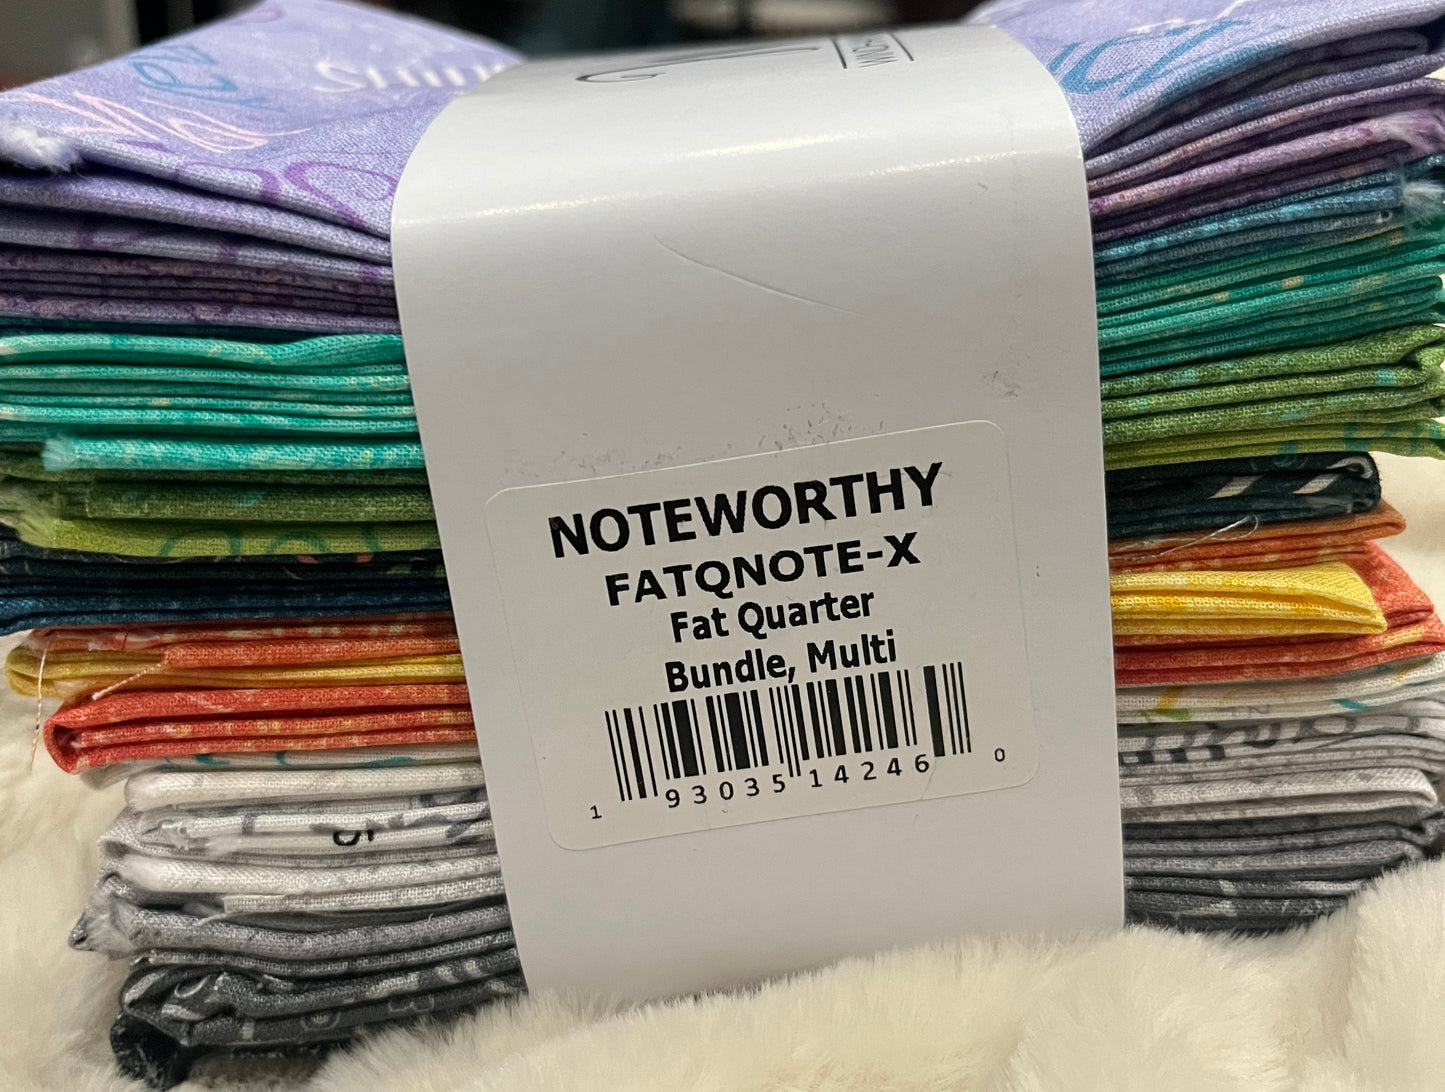 NOTEWORTHY
FATQNOTE-X
Fat Quarter
Bundle, Multi
1 93035 14246 0